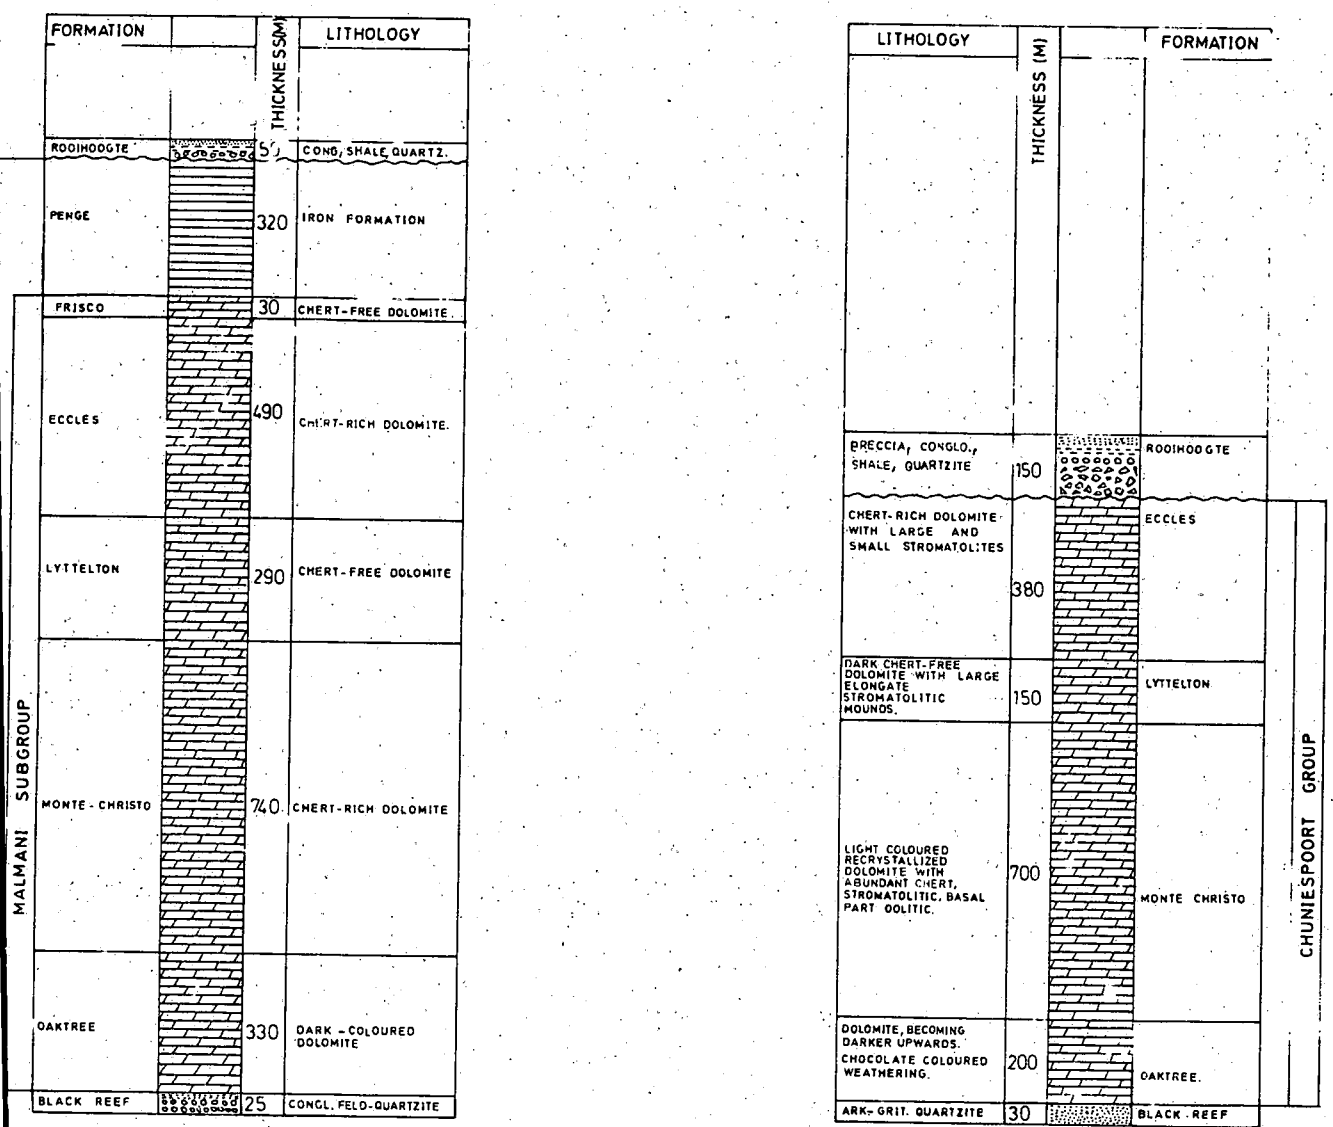 FORMATION
THICKNESS(M)
LITHOLOGY
ROOIHOOGTE
50
CONG, SHALE, QUARTZ.
PENGE
320
IRON FORMATION
FRISCO
30
CHERT-FREE DOLOMITE.
ECCLES
490
CHERT-RICH DOLOMITE.
LYTTELTON
290
CHERT-FREE DOLOMITE
MONTE-CHRISTO
740
CHERT-RICH DOLOMITE
OAKTREE
330
DARK-COLOURED
DOLOMITE
BLACK REEF
25
CONGL. FELD-QUARTZITE
MALMANI SUBGROUP
LITHOLOGY
THICKNESS (M)
FORMATION
BRECCIA, CONGLO.,
SHALE, QUARTZITE
150
ROOIHOOGTE
CHERT-RICH DOLOMITE
WITH LARGE AND
SMALL STROMATOLITES
380
ECCLES
DARK CHERT-FREE
DOLOMITE WITH LARGE
ELONGATE
STROMATOLITIC
MOUNDS.
150
LYTTELTON
LIGHT COLOURED
RECRYSTALLIZED
DOLOMITE WITH
ABUNDANT CHERT,
STROMATOLITIC, BASAL
PART OOLITIC.
700
MONTE CHRISTO
DOLOMITE, BECOMING
DARKER UPWARDS.
CHOCOLATE COLOURED
WEATHERING.
200
OAKTREE.
ARK-GRIT. QUARTZITE
30
BLACK REEF
CHUNIESPOORT GROUP